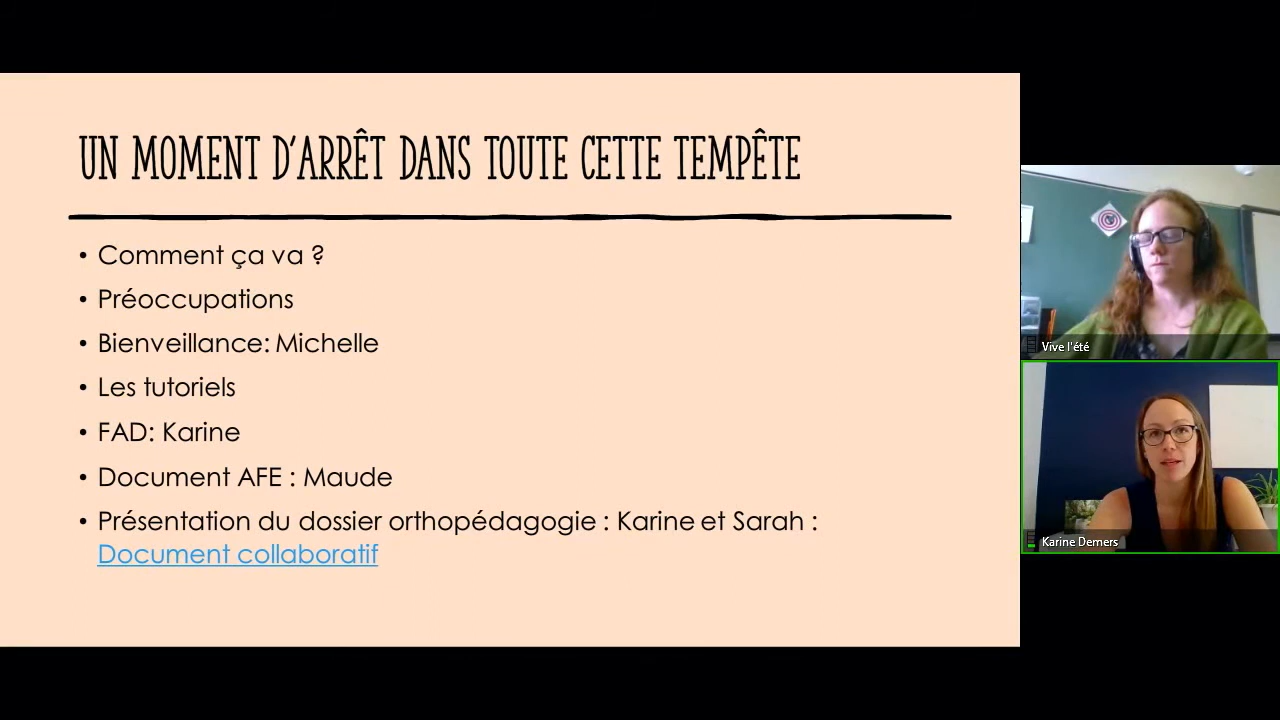 UN MOMENT D'ARRÊT DANS TOUTE CETTE TEMPÊTE
• Comment ça va ?
• Préoccupations
• Bienveillance: Michelle
• Les tutoriels
• FAD: Karine
• Document AFE : Maude
• Présentation du dossier orthopédagogie : Karine et Sarah :
Document collaboratif
Vive l'été
Karine Demers